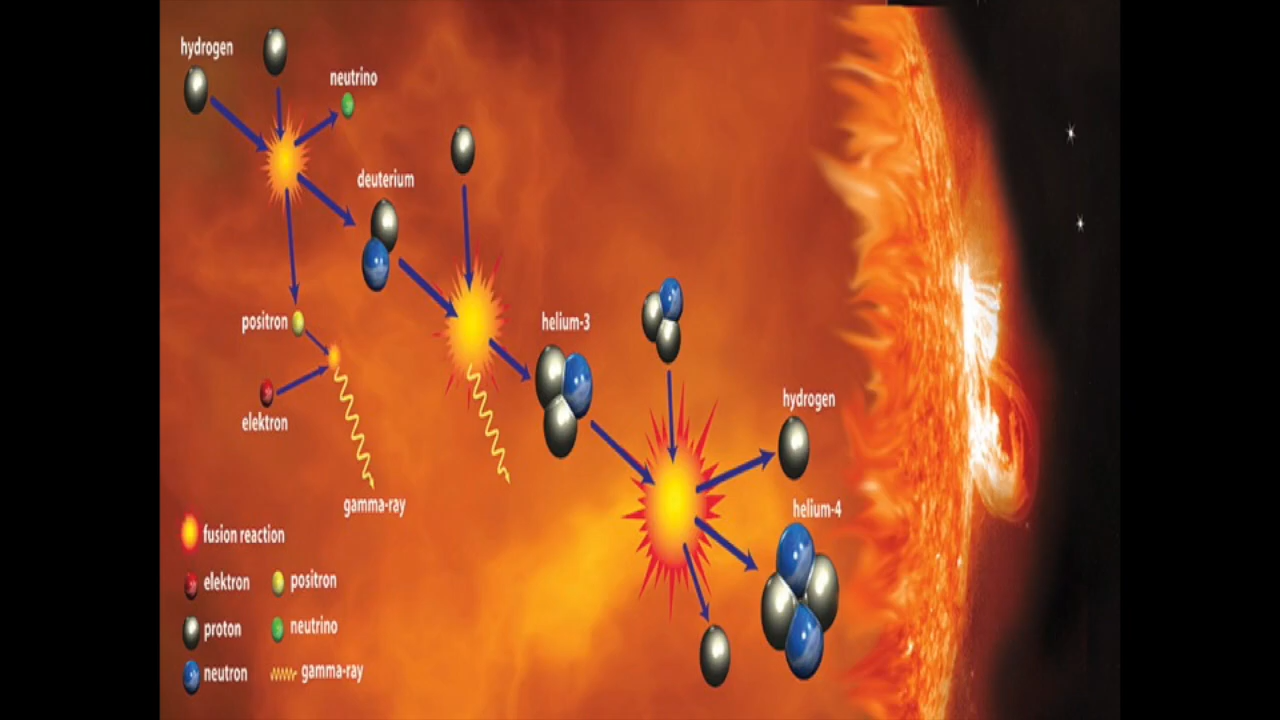 hydrogen
neutrino
deuterium
positron
elektron
gamma-ray
helium-3
hydrogen
helium-4
fusion reaction
elektron
positron
proton
neutrino
neutron
gamma-ray